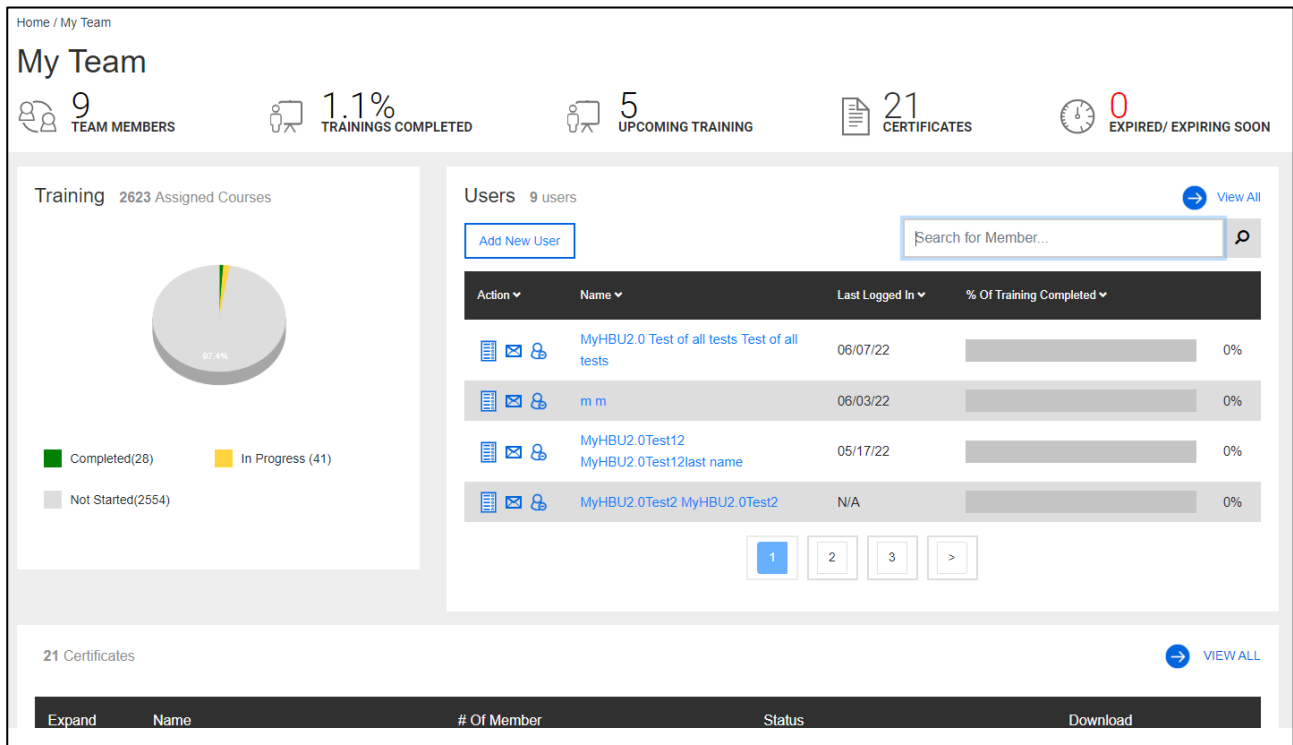 Home / My Team
My Team
9
TEAM MEMBERS
1.1%
TRAININGS COMPLETED
5
UPCOMING TRAINING
21
CERTIFICATES
0
EXPIRED/ EXPIRING SOON
Training 2623 Assigned Courses
97.4%
Completed(28) In Progress (41)
Not Started(2554)
Users 9 users
View All
Add New User
Search for Member...
Action Name Last Logged In % Of Training Completed
MyHBU2.0 Test of all tests Test of all
tests
06/07/22 0%
m m 06/03/22 0%
MyHBU2.0Test12
MyHBU2.0Test12last name
05/17/22 0%
MyHBU2.0Test2 MyHBU2.0Test2 N/A 0%
1 2 3 >
21 Certificates VIEW ALL
Expand Name # Of Member Status Download